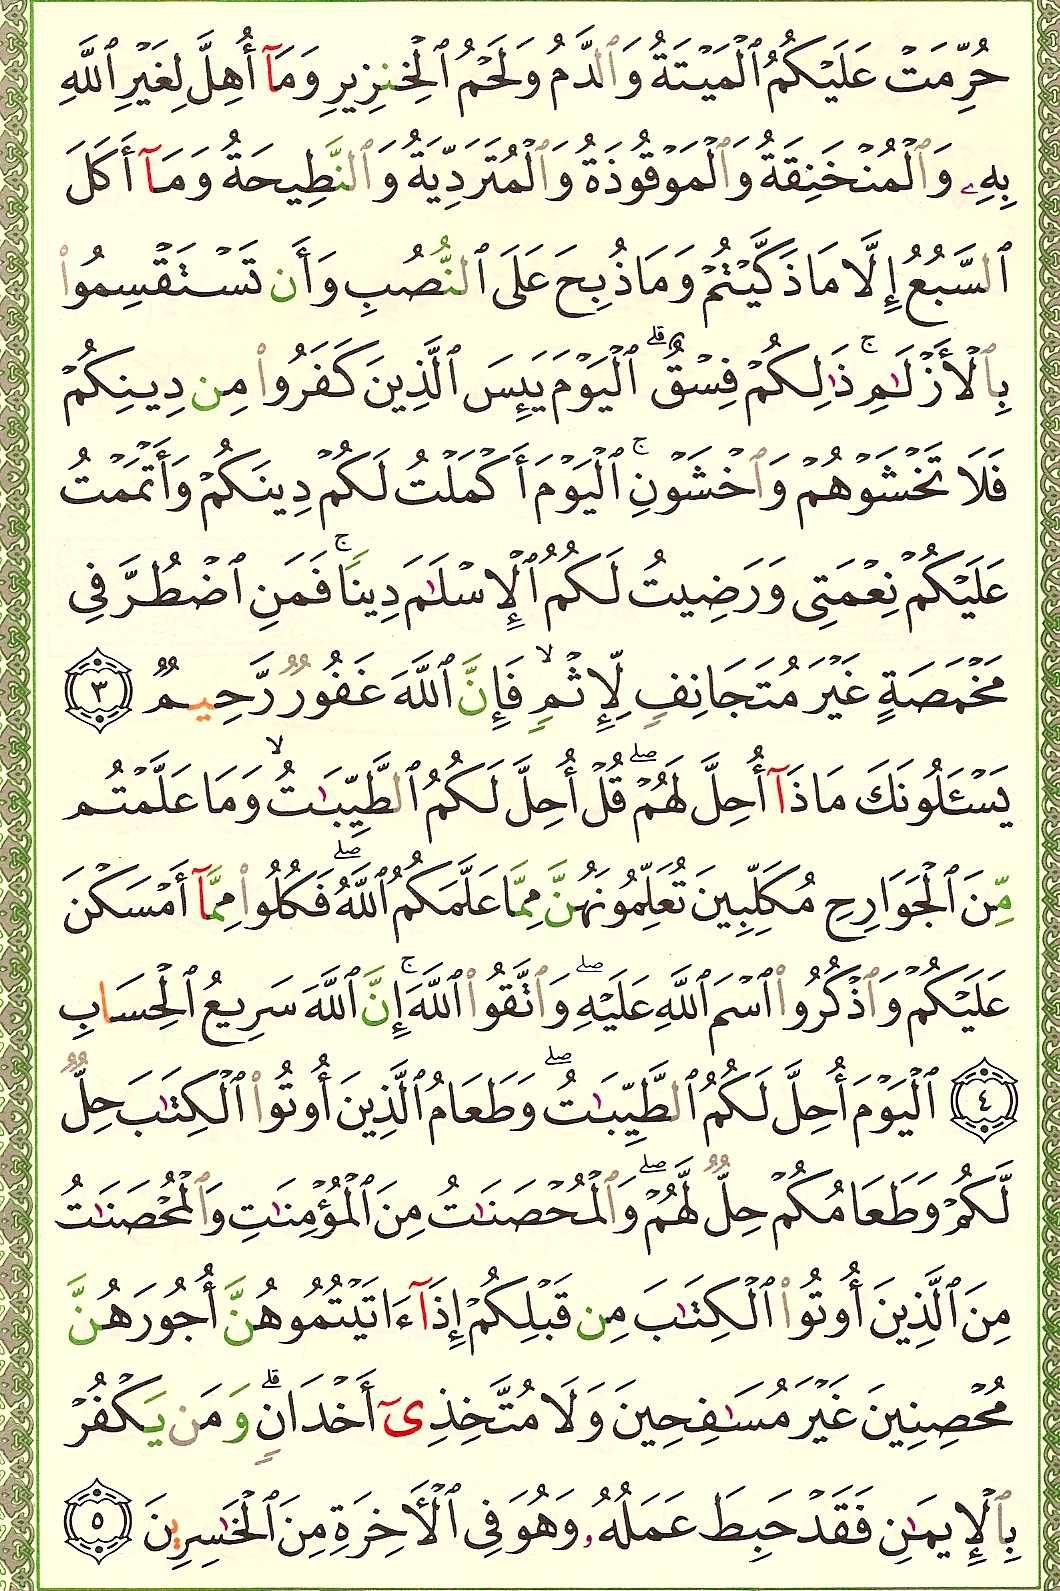 حُرِّمَتْ عَلَيْكُمُ ٱلْمَيْتَةُ وَٱلدَّمُ وَلَحْمُ ٱلْخِنزِيرِ وَمَآ أُهِلَّ لِغَيْرِ ٱللَّهِ
بِهِۦ وَٱلْمُنْخَنِقَةُ وَٱلْمَوْقُوذَةُ وَٱلْمُتَرَدِّيَةُ وَٱلنَّطِيحَةُ وَمَآ أَكَلَ
ٱلسَّبُعُ إِلَّا مَا ذَكَّيْتُمْ وَمَا ذُبِحَ عَلَى ٱلنُّصُبِ وَأَن تَسْتَقْسِمُوا۟
بِٱلْأَزْلَـٰمِ ۚ ذَٰلِكُمْ فِسْقٌ ۗ ٱلْيَوْمَ يَئِسَ ٱلَّذِينَ كَفَرُوا۟ مِن دِينِكُمْ
فَلَا تَخْشَوْهُمْ وَٱخْشَوْنِ ۚ ٱلْيَوْمَ أَكْمَلْتُ لَكُمْ دِينَكُمْ وَأَتْمَمْتُ
عَلَيْكُمْ نِعْمَتِى وَرَضِيتُ لَكُمُ ٱلْإِسْلَـٰمَ دِينًا ۚ فَمَنِ ٱضْطُرَّ فِى
مَخْمَصَةٍ غَيْرَ مُتَجَانِفٍ لِّإِثْمٍ ۙ فَإِنَّ ٱللَّهَ غَفُورٌ رَّحِيمٌ ٣
يَسْـَٔلُونَكَ مَاذَآ أُحِلَّ لَهُمْ ۖ قُلْ أُحِلَّ لَكُمُ ٱلطَّيِّبَـٰتُ ۙ وَمَا عَلَّمْتُم
مِّنَ ٱلْجَوَارِحِ مُكَلِّبِينَ تُعَلِّمُونَهُنَّ مِمَّا عَلَّمَكُمُ ٱللَّهُ ۖ فَكُلُوا۟ مِمَّآ أَمْسَكْنَ
عَلَيْكُمْ وَٱذْكُرُوا۟ ٱسْمَ ٱللَّهِ عَلَيْهِ ۖ وَٱتَّقُوا۟ ٱللَّهَ ۚ إِنَّ ٱللَّهَ سَرِيعُ ٱلْحِسَابِ
٤ ٱلْيَوْمَ أُحِلَّ لَكُمُ ٱلطَّيِّبَـٰتُ ۖ وَطَعَامُ ٱلَّذِينَ أُوتُوا۟ ٱلْكِتَـٰبَ حِلٌّ
لَّكُمْ وَطَعَامُكُمْ حِلٌّ لَّهُمْ ۖ وَٱلْمُحْصَنَـٰتُ مِنَ ٱلْمُؤْمِنَـٰتِ وَٱلْمُحْصَنَـٰتُ
مِنَ ٱلَّذِينَ أُوتُوا۟ ٱلْكِتَـٰبَ مِن قَبْلِكُمْ إِذَآ ءَاتَيْتُمُوهُنَّ أُجُورَهُنَّ
مُحْصِنِينَ غَيْرَ مُسَـٰفِحِينَ وَلَا مُتَّخِذِىٓ أَخْدَانٍ ۗ وَمَن يَكْفُرْ
بِٱلْإِيمَـٰنِ فَقَدْ حَبِطَ عَمَلُهُۥ وَهُوَ فِى ٱلْـَٔاخِرَةِ مِنَ ٱلْخَـٰسِرِينَ ٥